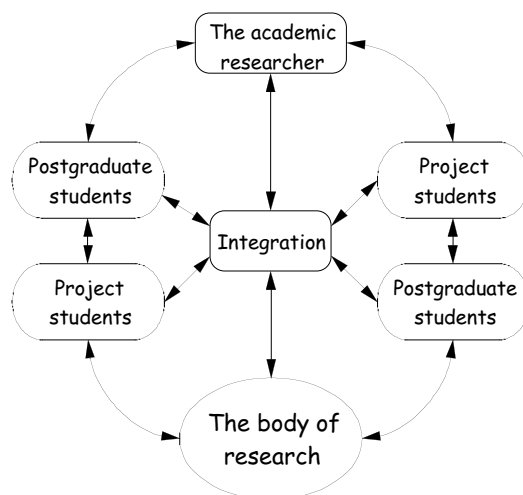 The academic
researcher
Postgraduate
students
Project
students
Integration
Project
students
Postgraduate
students
The body of
research